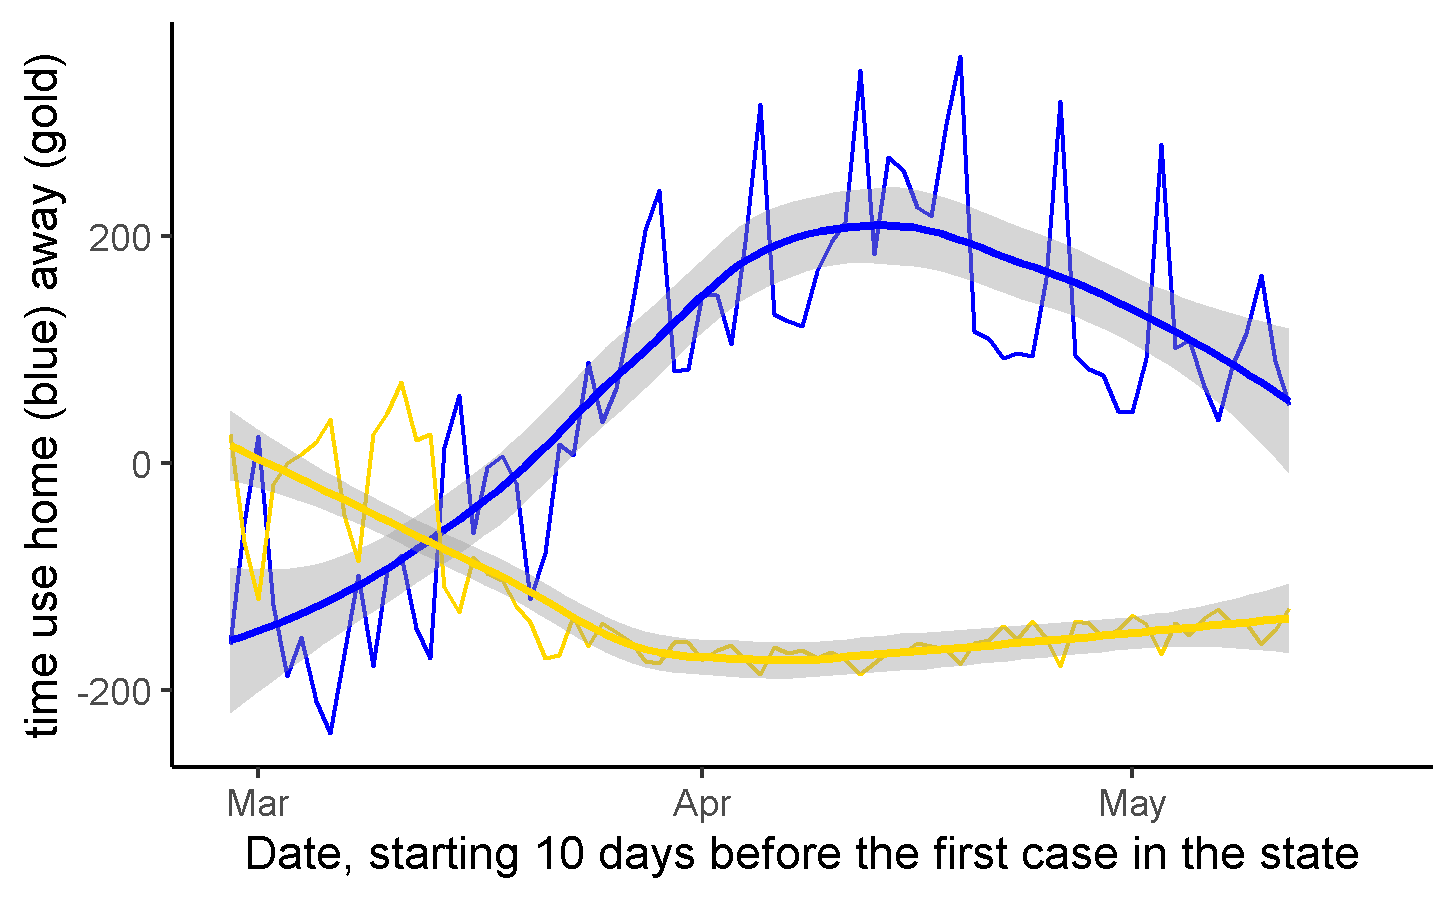 time use home (blue) away (gold)
200
0
-200
Mar
Apr
May
Date, starting 10 days before the first case in the state